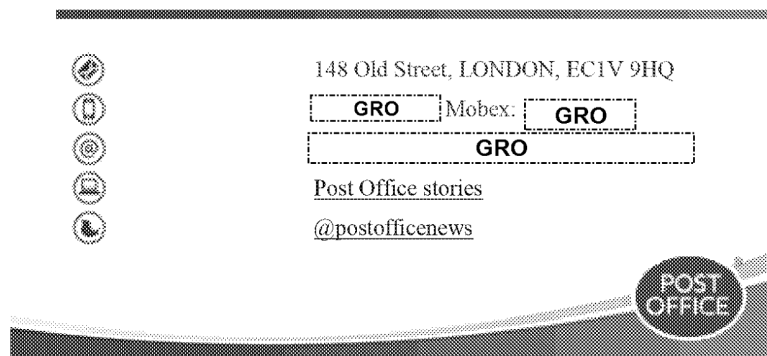 148 Old Street, LONDON, EC1V 9HQ
GRO Mobex: GRO
GRO
Post Office stories
@postofficenews
POST
OFFICE